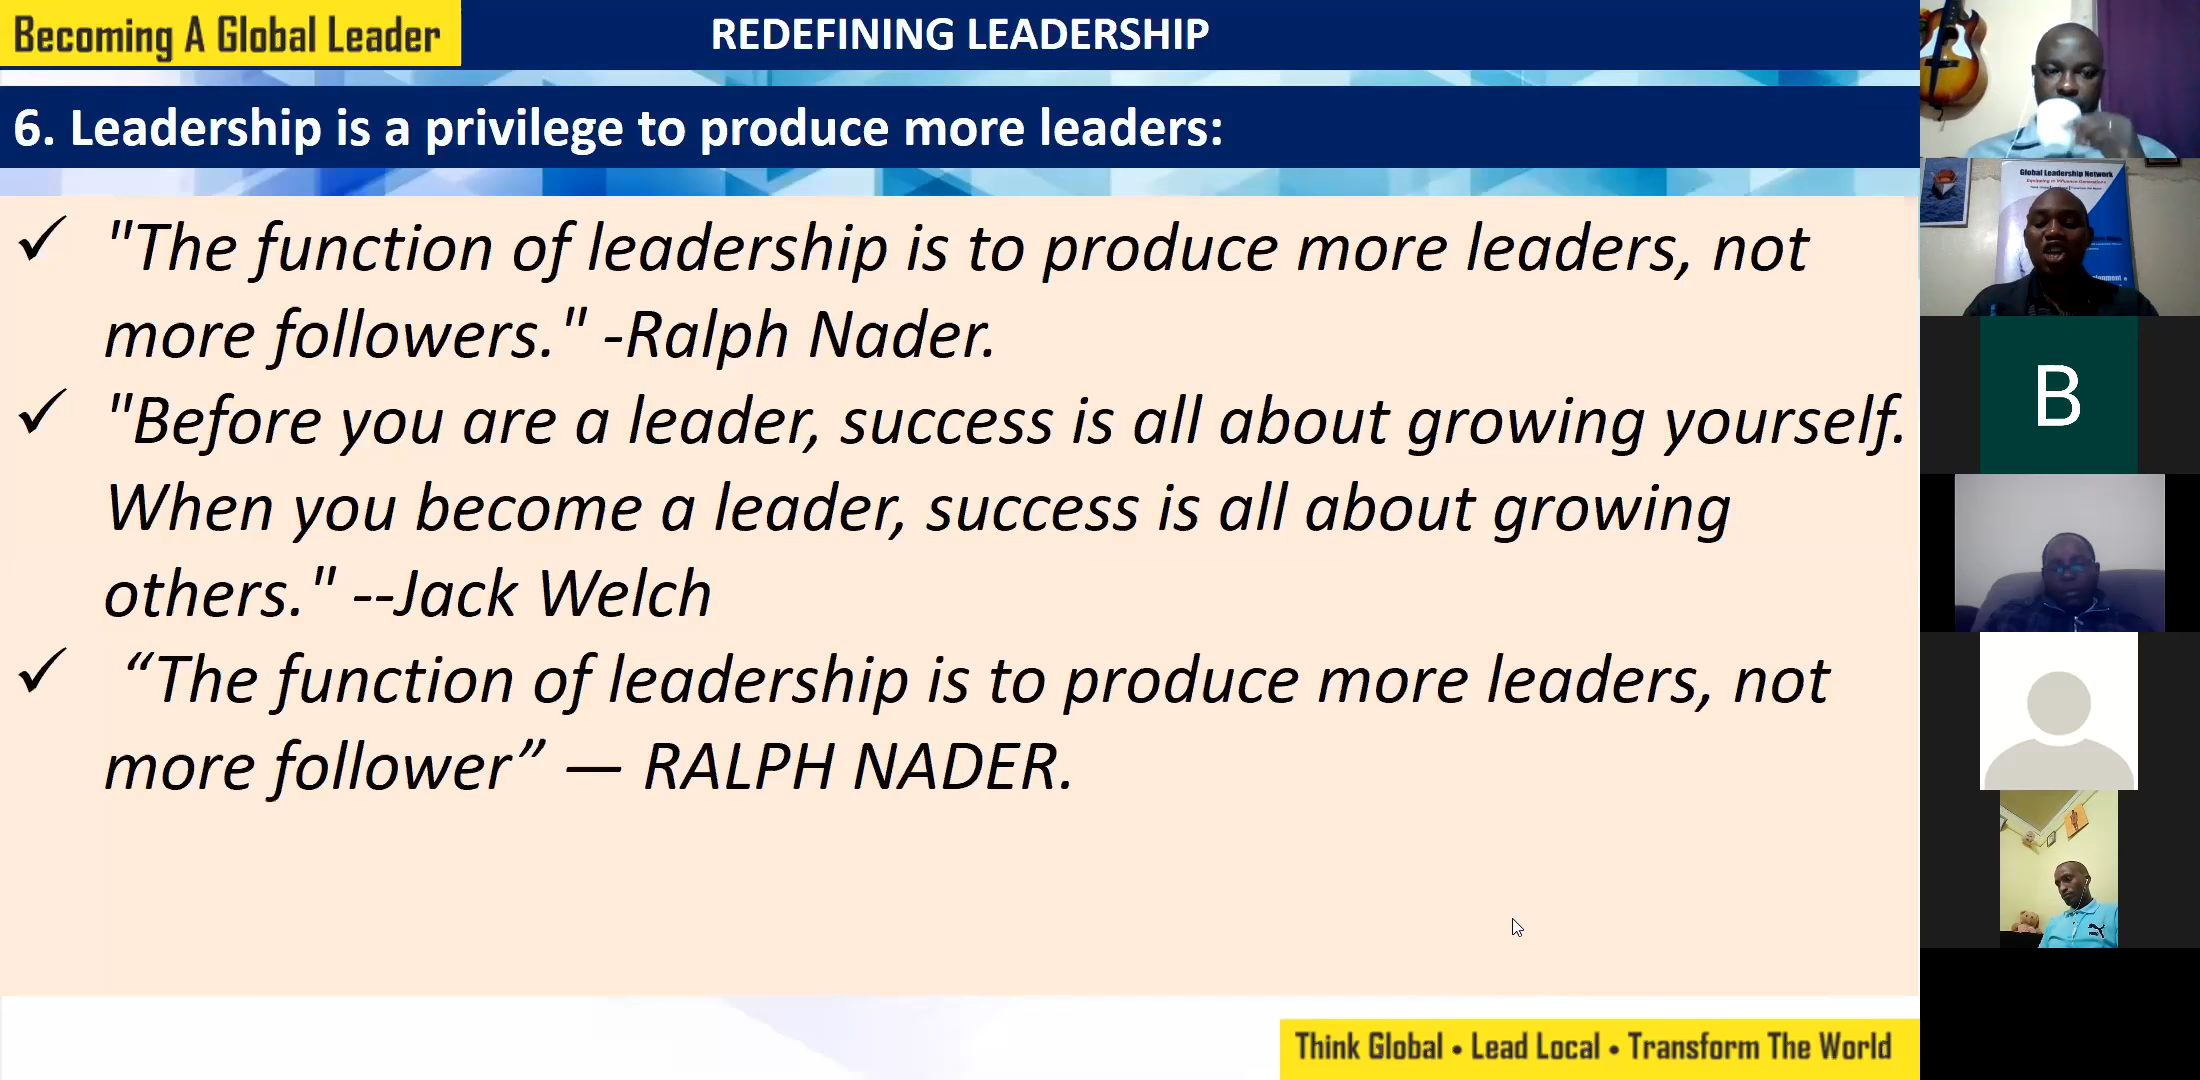 Becoming A Global Leader
REDEFINING LEADERSHIP
6. Leadership is a privilege to produce more leaders:
✓ "The function of leadership is to produce more leaders, not
more followers." -Ralph Nader.
✓ "Before you are a leader, success is all about growing yourself.
When you become a leader, success is all about growing
others." --Jack Welch
✓ “The function of leadership is to produce more leaders, not
more follower” — RALPH NADER.
Think Global • Lead Local • Transform The World
Global Leadership Network
B